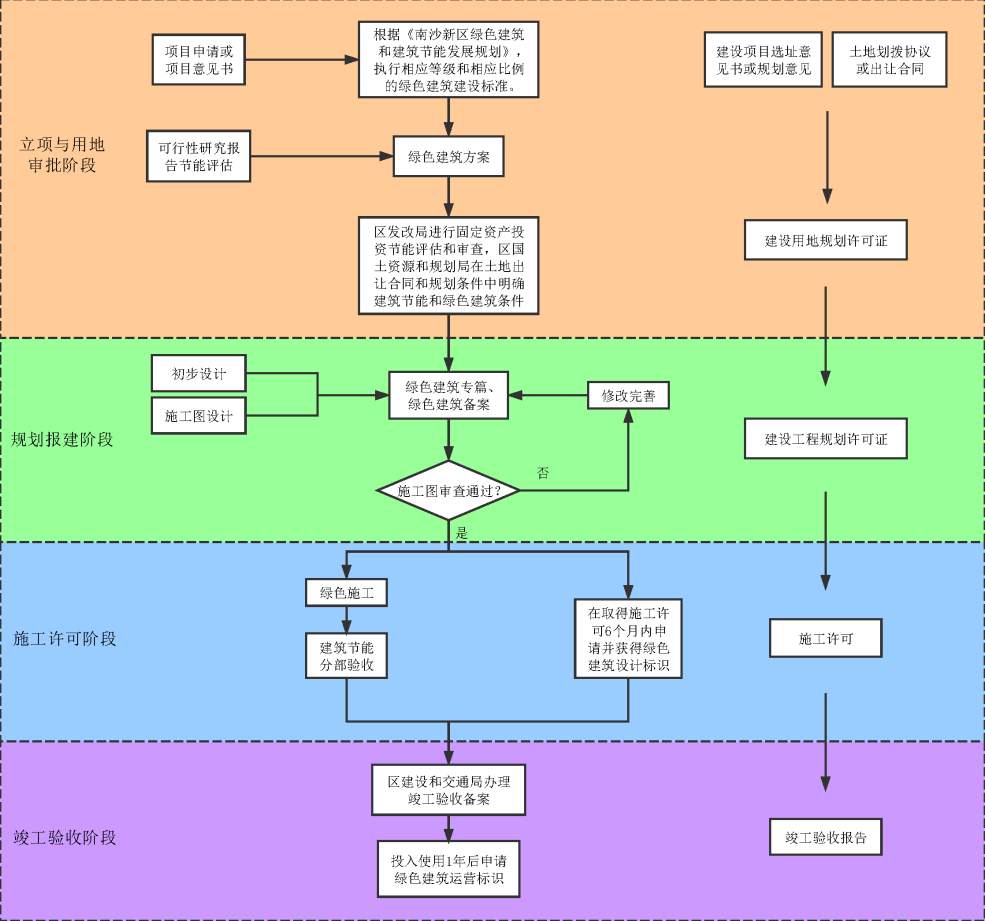 立项与用地
审批阶段
项目申请或
项目意见书
根据《南沙新区绿色建筑
和建筑节能发展规划》，
执行相应等级和相应比例
的绿色建筑建设标准。
可行性研究报
告节能评估
绿色建筑方案
区发改局进行固定资产投
资节能评估和审查，区国
土资源和规划局在土地出
让合同和规划条件中明确
建筑节能和绿色建筑条件
建设项目选址意
见书或规划意见
土地划拨协议
或出让合同
建设用地规划许可证
规划报建阶段
初步设计
施工图设计
绿色建筑专篇、
绿色建筑备案
修改完善
施工图审查通过？
否
是
建设工程规划许可证
施工许可阶段
绿色施工
建筑节能
分部验收
在取得施工许
可6个月内申
请并获得绿色
建筑设计标识
施工许可
竣工验收阶段
区建设和交通局办理
竣工验收备案
投入使用1年后申请
绿色建筑运营标识
竣工验收报告